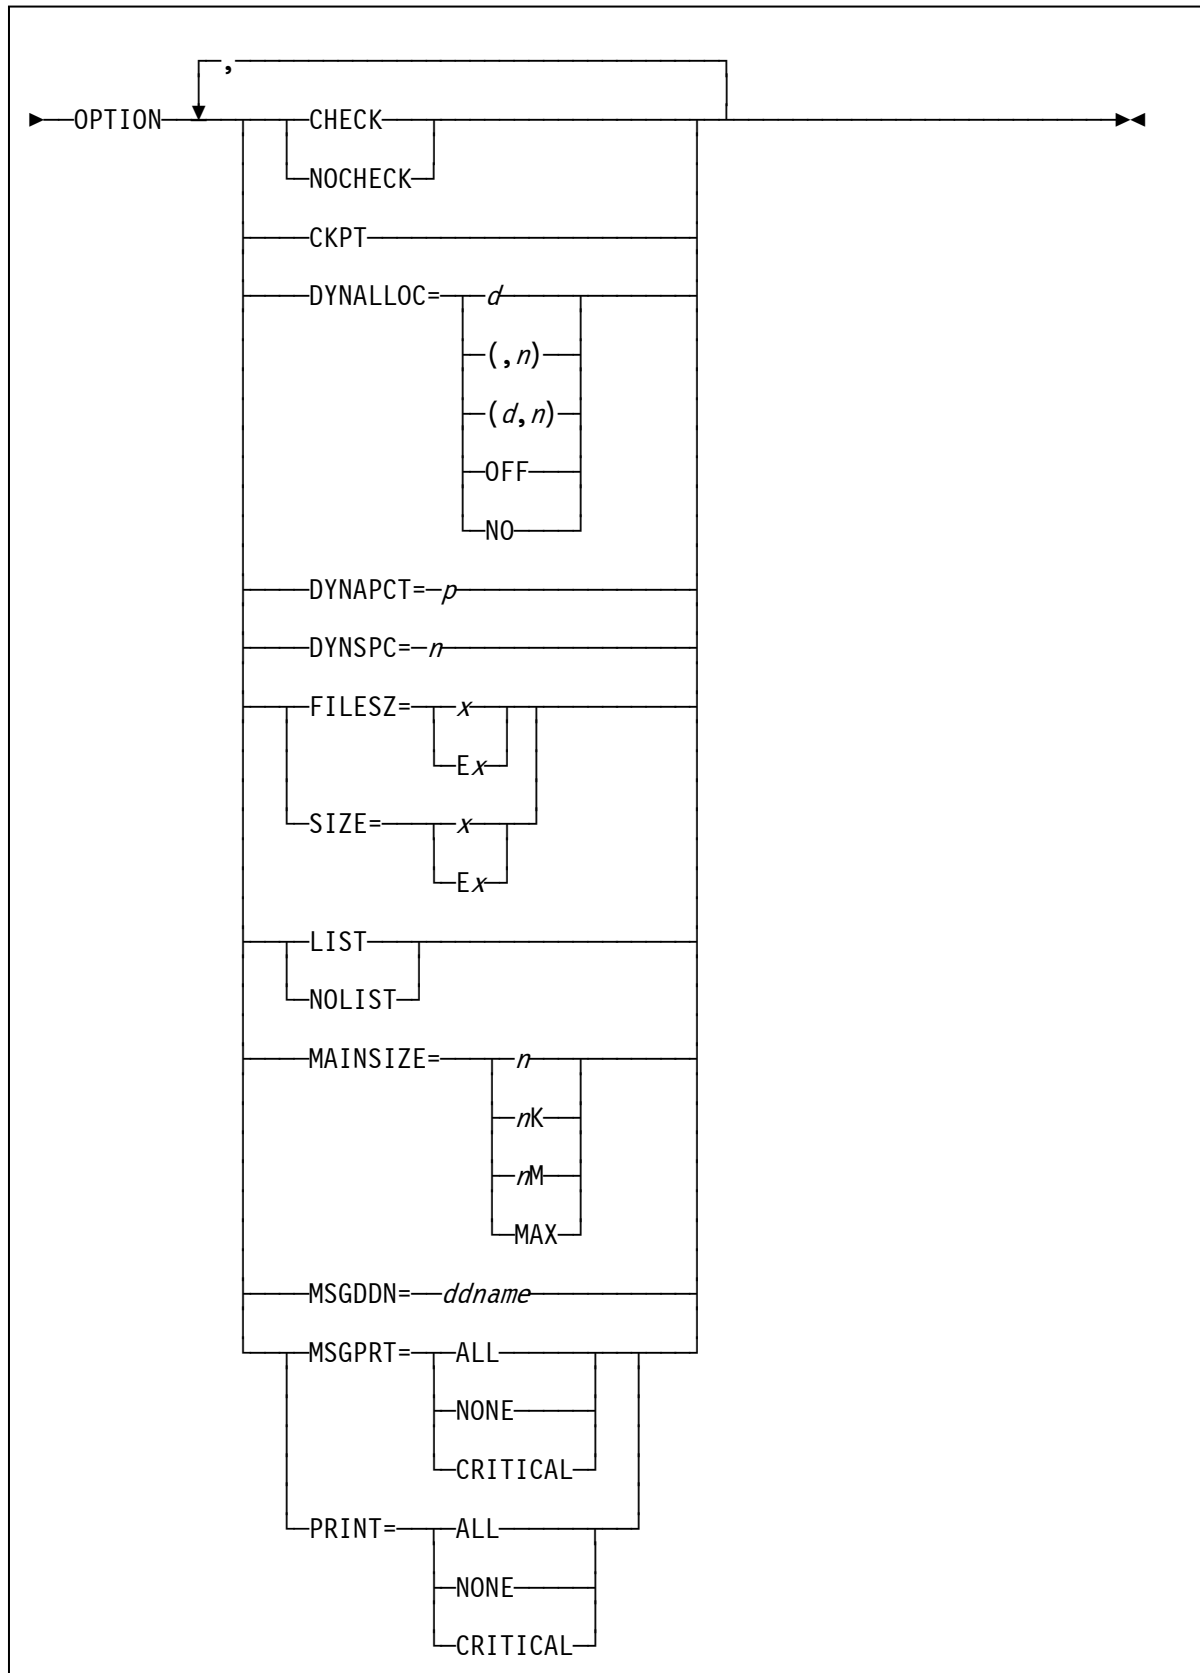 ,
OPTION CHECK
NOCHECK
CKPT
DYNALLOC= d
(,n)
(d,n)
OFF
NO
DYNAPCT= p
DYNSPC= n
FILESZ= x
Ex
SIZE= x
Ex
LIST
NOLIST
MAINSIZE= n
nK
nM
MAX
MSGDDN= ddname
MSGPRT= ALL
NONE
CRITICAL
PRINT= ALL
NONE
CRITICAL